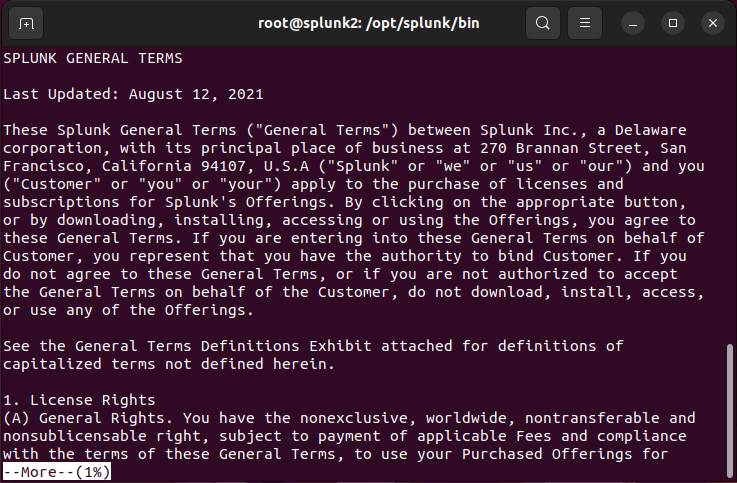 root@splunk2: /opt/splunk/bin
SPLUNK GENERAL TERMS
Last Updated: August 12, 2021
These Splunk General Terms ("General Terms") between Splunk Inc., a Delaware
corporation, with its principal place of business at 270 Brannan Street, San
Francisco, California 94107, U.S.A ("Splunk" or "we" or "us" or "our") and you
("Customer" or "you" or "your") apply to the purchase of licenses and
subscriptions for Splunk's Offerings. By clicking on the appropriate button,
or by downloading, installing, accessing or using the Offerings, you agree to
these General Terms. If you are entering into these General Terms on behalf of
Customer, you represent that you have the authority to bind Customer. If you
do not agree to these General Terms, or if you are not authorized to accept
the General Terms on behalf of the Customer, do not download, install, access,
or use any of the Offerings.
See the General Terms Definitions Exhibit attached for definitions of
capitalized terms not defined herein.
1. License Rights
(A) General Rights. You have the nonexclusive, worldwide, nontransferable and
nonsublicensable right, subject to payment of applicable Fees and compliance
with the terms of these General Terms, to use your Purchased Offerings for
--More--(1%)